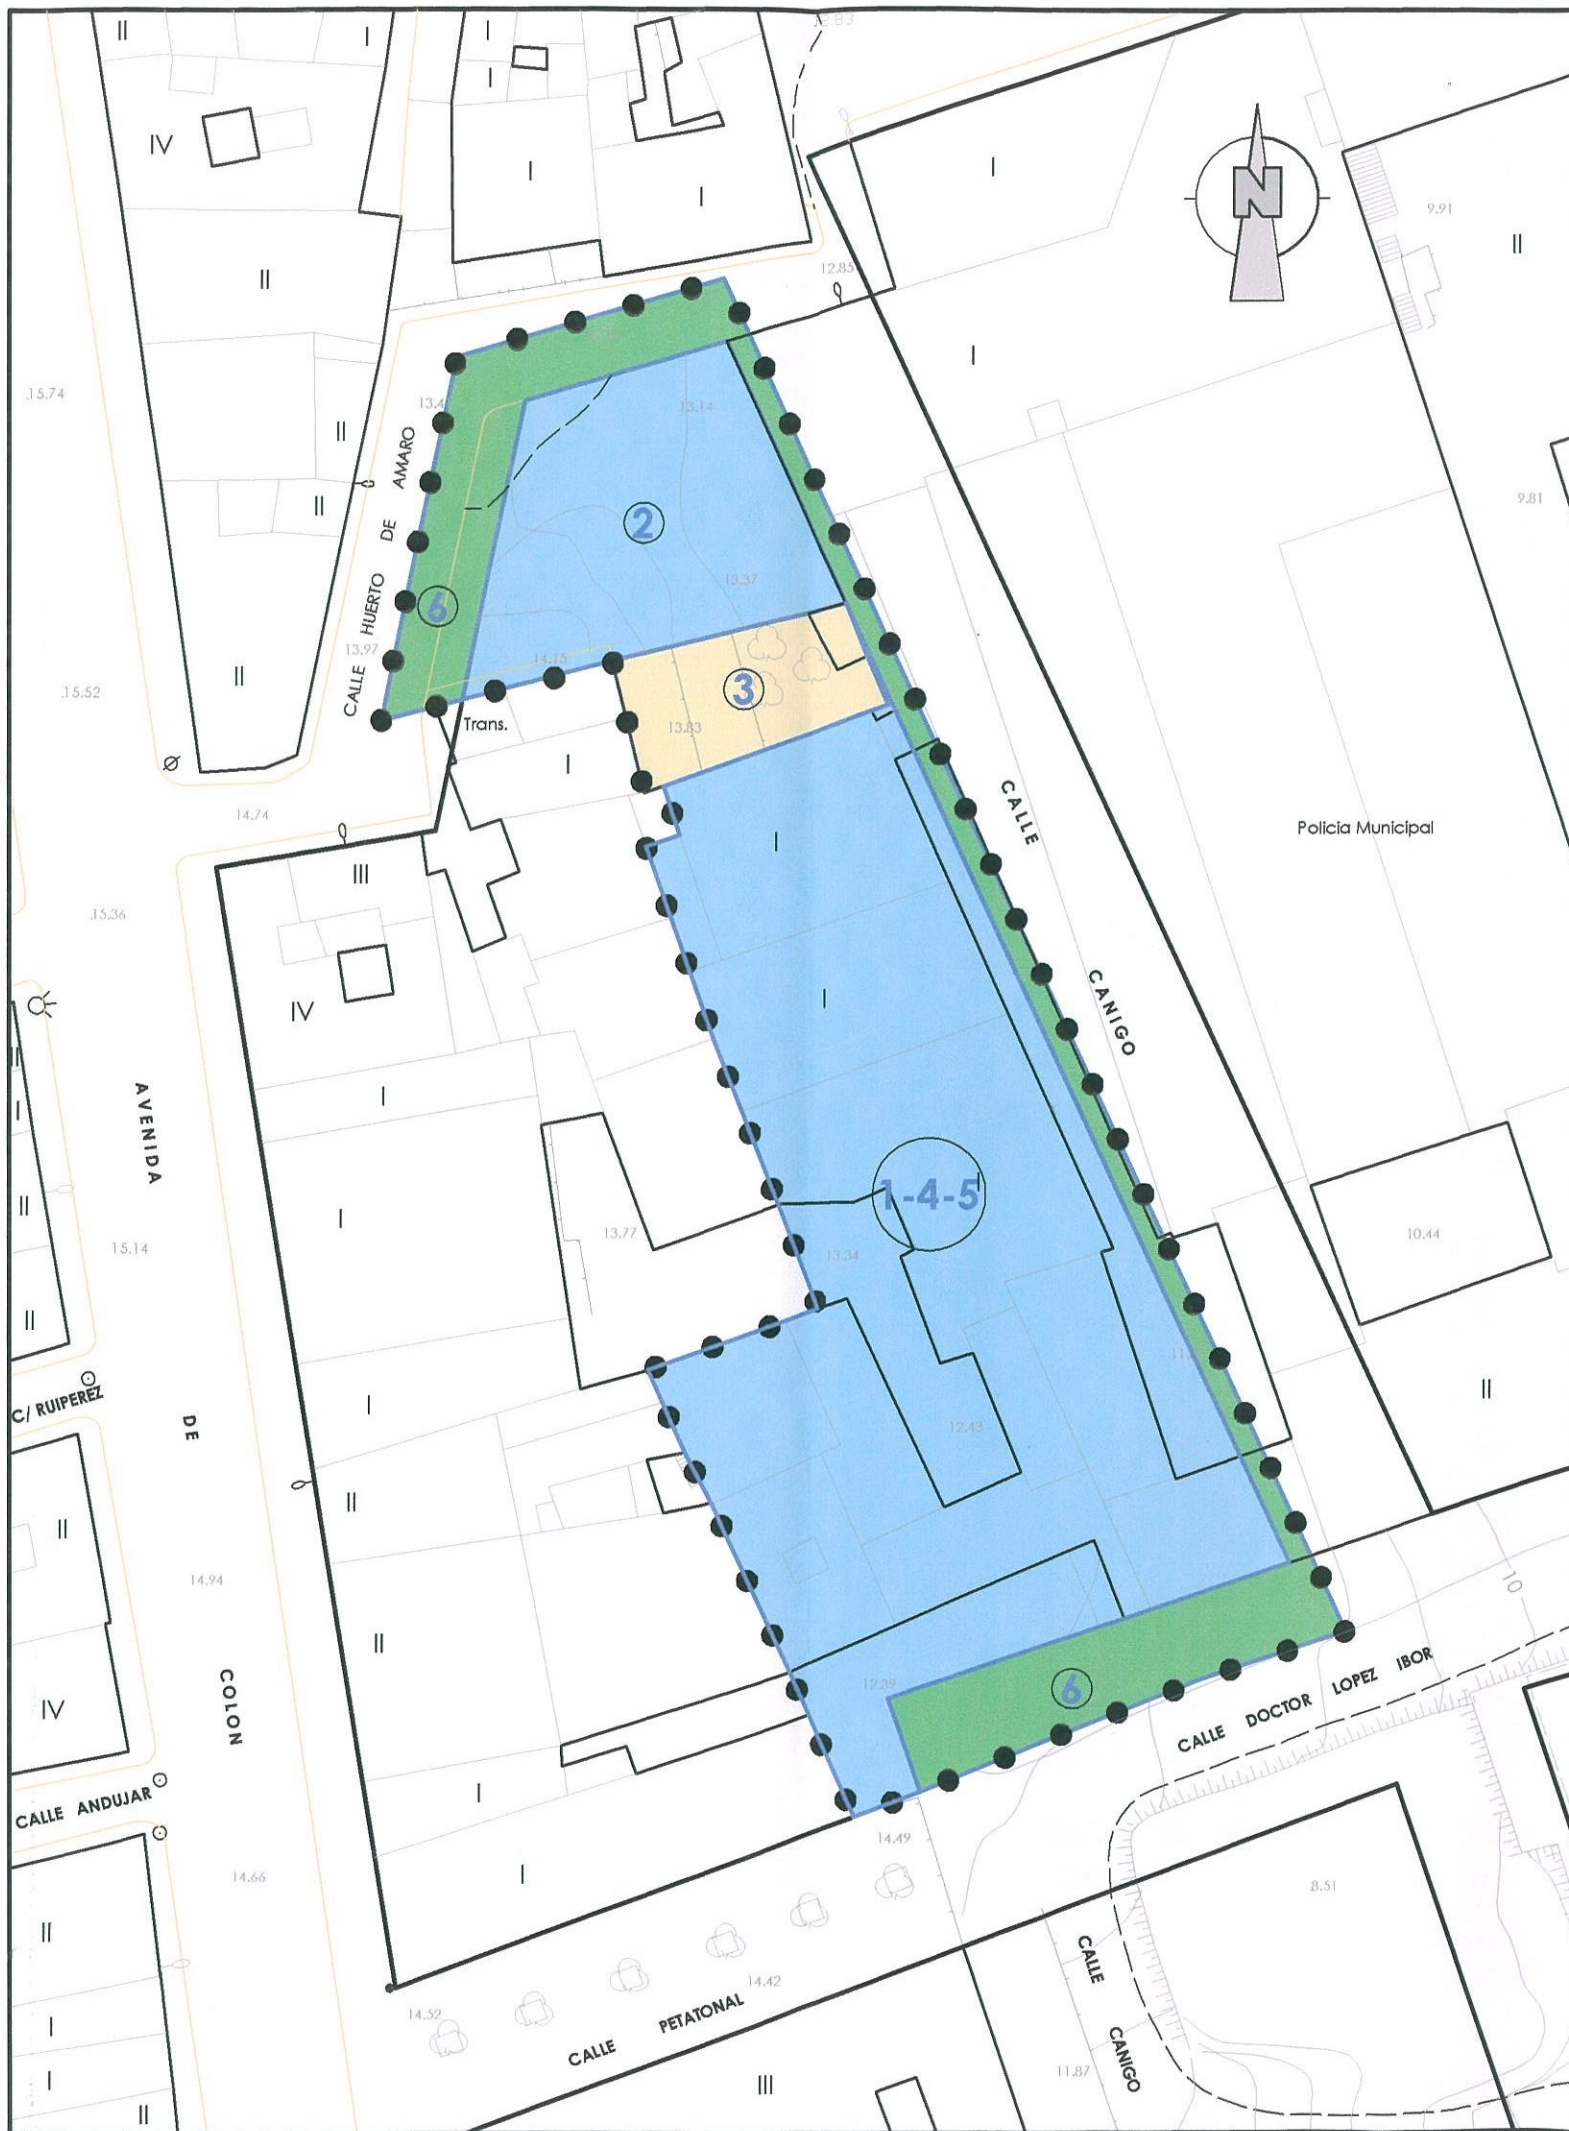 12.83
II
I
I
I
IV
I
I
I
9.91
II
II
12.85
I
15.74
13.4
13.14
II
II
9.81
2
13.37
CALLE HUERTO DE AMARO
6
13.97
14.15
II
15.52
3
Trans.
13.83
I
14.74
I
CALLE CANIGO
Policia Municipal
III
15.36
IV
I
II
I
I
AVENIDA DE COLON
1-4-5
I
II
I
13.77
13.34
10.44
15.14
II
C/ RUIPEREZ
I
II
12.43
II
II
14.94
10
II
12.39
6
CALLE DOCTOR LOPEZ IBOR
IV
I
CALLE ANDUJAR
14.49
I
14.66
8.51
II
CALLE CANIGO
14.42
14.52
CALLE PETATONAL
I
11.87
I
III
II